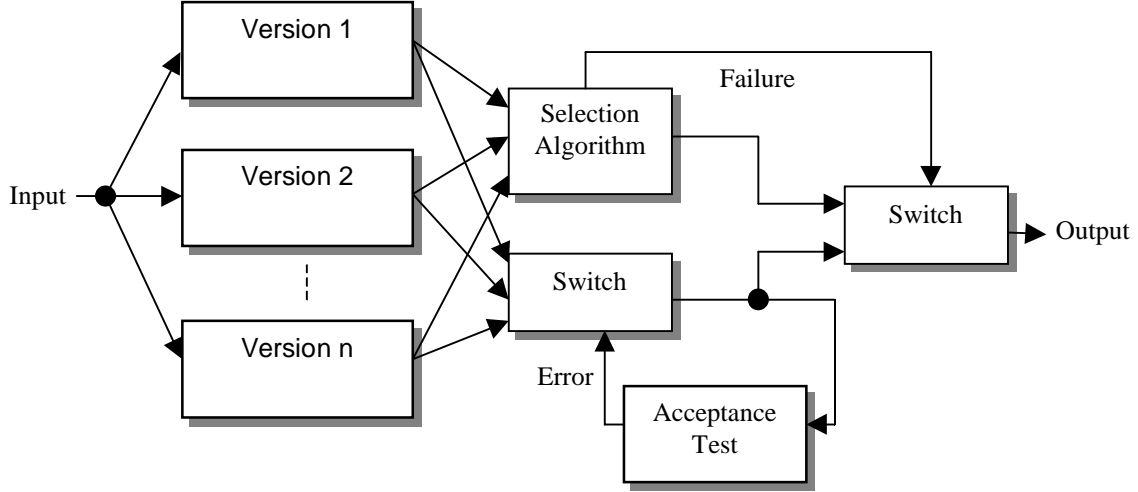 Version 1
Failure
Selection
Algorithm
Version 2
Input
Switch
Output
Switch
Version n
Error
Acceptance
Test